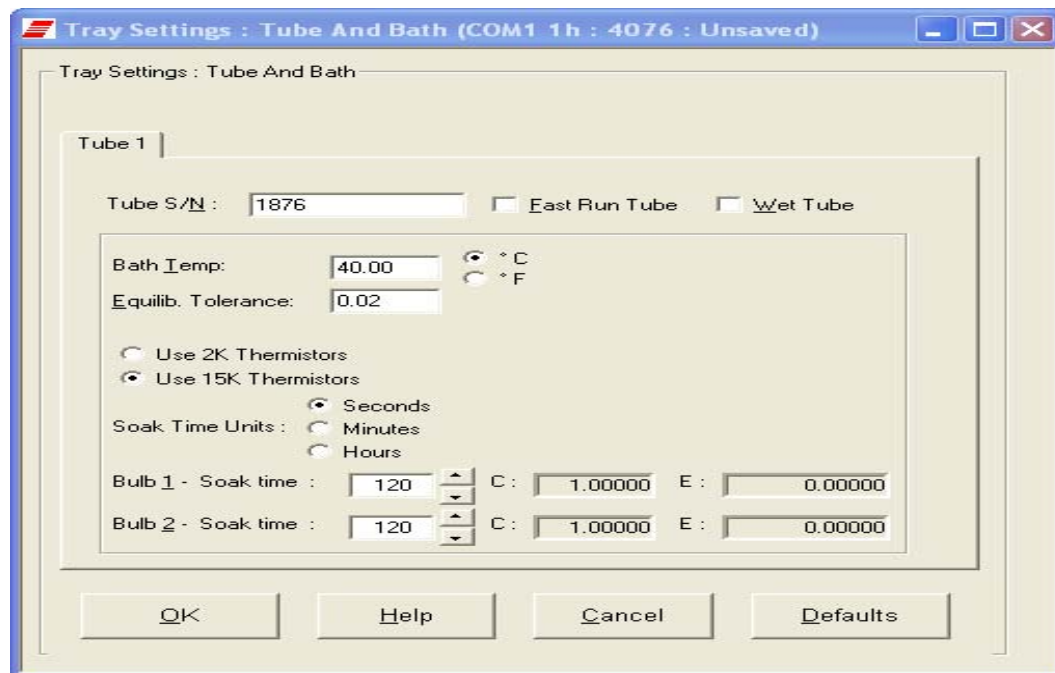 Tray Settings : Tube And Bath (COM1 1h : 4076 : Unsaved)
Tray Settings : Tube And Bath
Tube 1
Tube S/N : 1876 Fast Run Tube Wet Tube
Bath Temp: 40.00 ° C
° F
Equilib. Tolerance: 0.02
Use 2K Thermistors
Use 15K Thermistors
Seconds
Soak Time Units : Minutes
Hours
Bulb 1 - Soak time : 120 C : 1.00000 E : 0.00000
Bulb 2 - Soak time : 120 C : 1.00000 E : 0.00000
OK Help Cancel Defaults